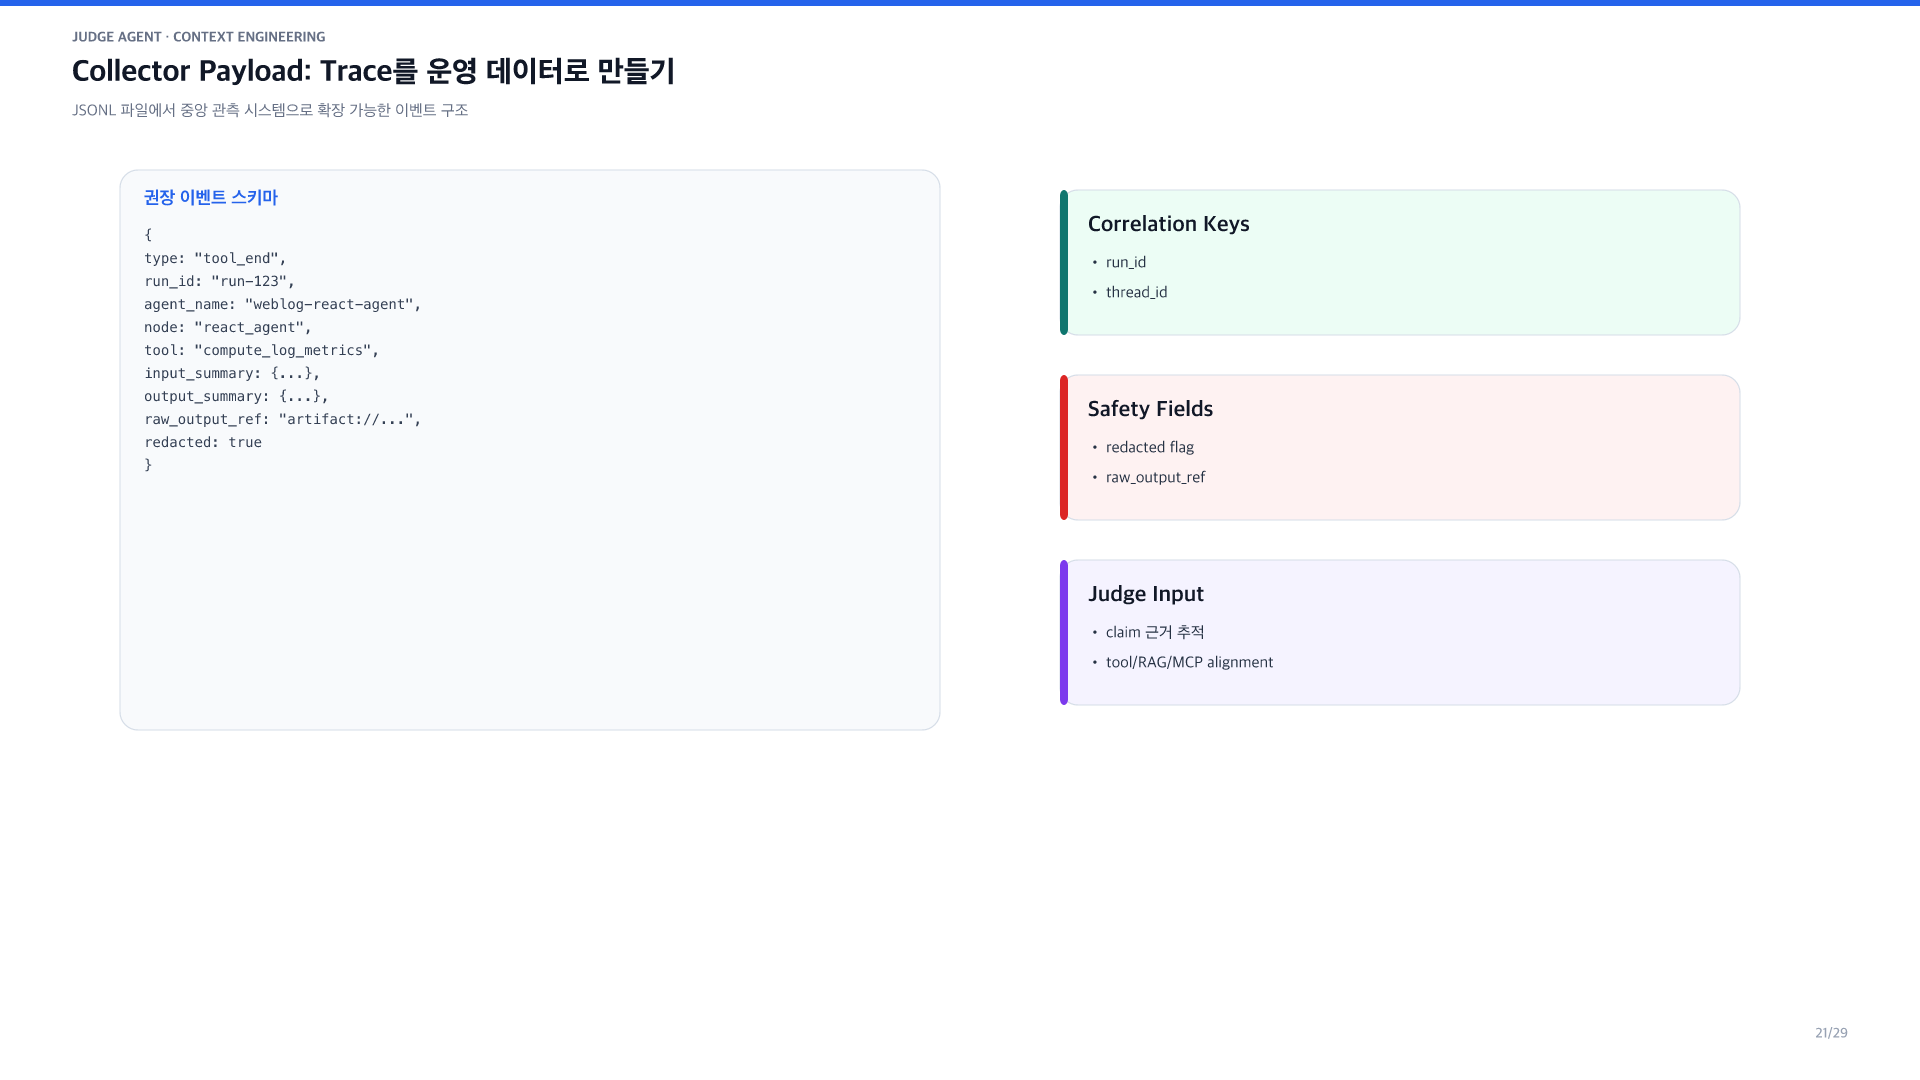 JUDGE AGENT · CONTEXT ENGINEERING
Collector Payload: Trace를 운영 데이터로 만들기
JSONL 파일에서 중앙 관측 시스템으로 확장 가능한 이벤트 구조
권장 이벤트 스키마
{
type: "tool_end",
run_id: "run-123",
agent_name: "weblog-react-agent",
node: "react_agent",
tool: "compute_log_metrics",
input_summary: {...},
output_summary: {...},
raw_output_ref: "artifact://...",
redacted: true
}
Correlation Keys
• run_id
• thread_id
Safety Fields
• redacted flag
• raw_output_ref
Judge Input
• claim 근거 추적
• tool/RAG/MCP alignment
21/29